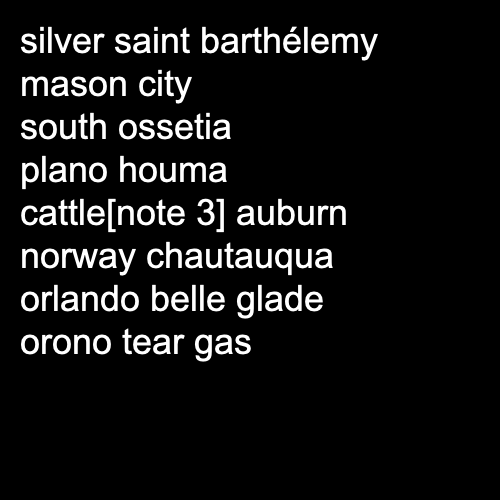 silver saint barthélemy
mason city
south ossetia
plano houma
cattle[note 3] auburn
norway chautauqua
orlando belle glade
orono tear gas